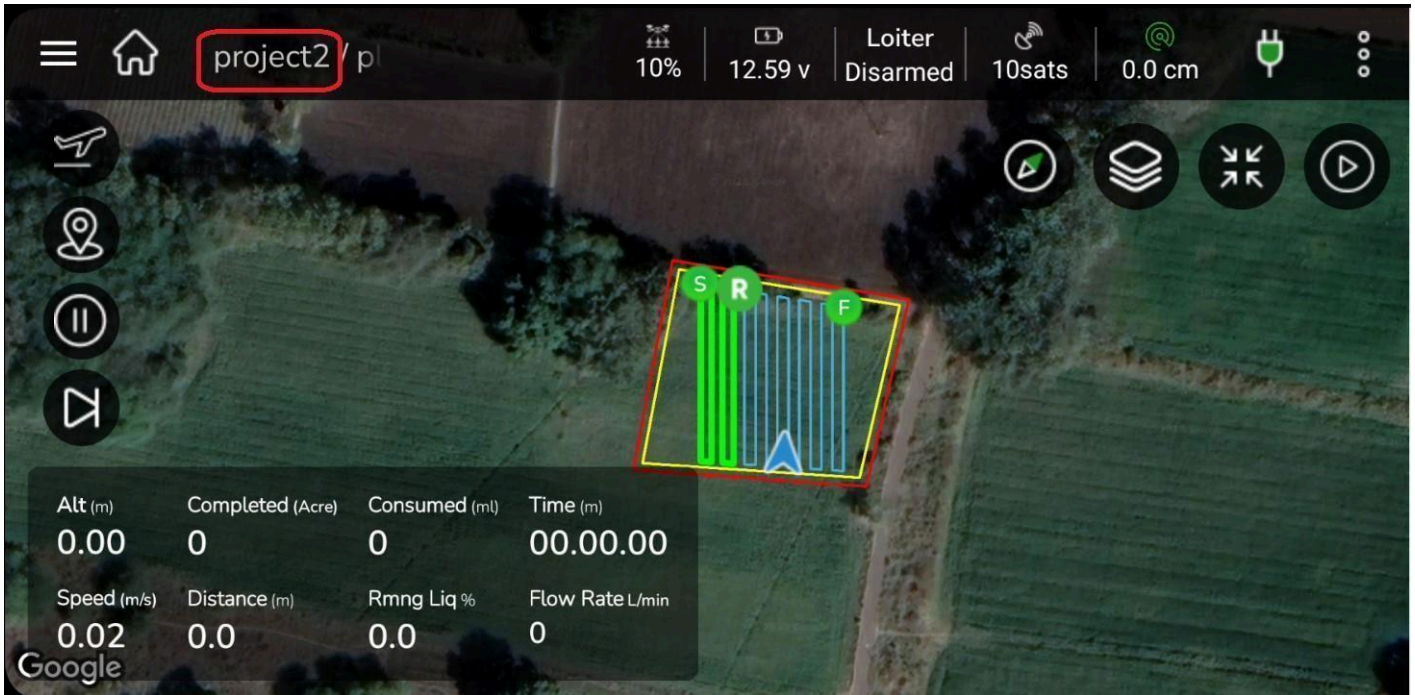 project2 / pl
10%
12.59 v
Loiter
Disarmed
10sats
0.0 cm
S
R
F
Alt (m)
Completed (Acre)
Consumed (ml)
Time (m)
0.00
0
0
00.00.00
Speed (m/s)
Distance (m)
Rmng Liq %
Flow Rate L/min
0.02
0.0
0.0
0
Google